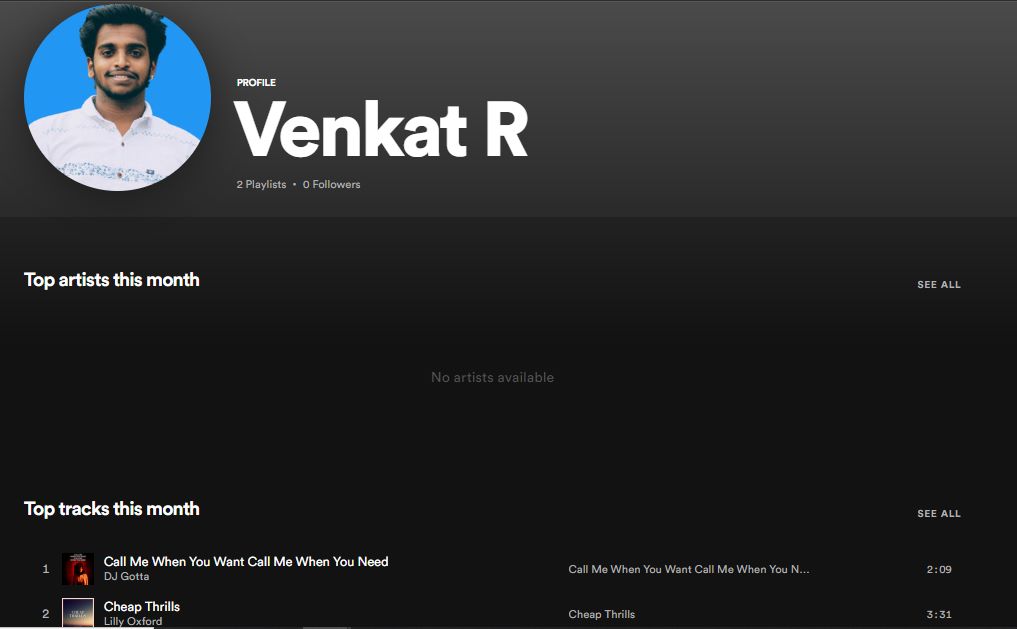 PROFILE
Venkat R
2 Playlists • 0 Followers
Top artists this month
SEE ALL
No artists available
Top tracks this month
SEE ALL
1 Call Me When You Want Call Me When You Need Call Me When You Want Call Me When You N... 2:09
DJ Gotta
2 Cheap Thrills Cheap Thrills 3:31
Lilly Oxford